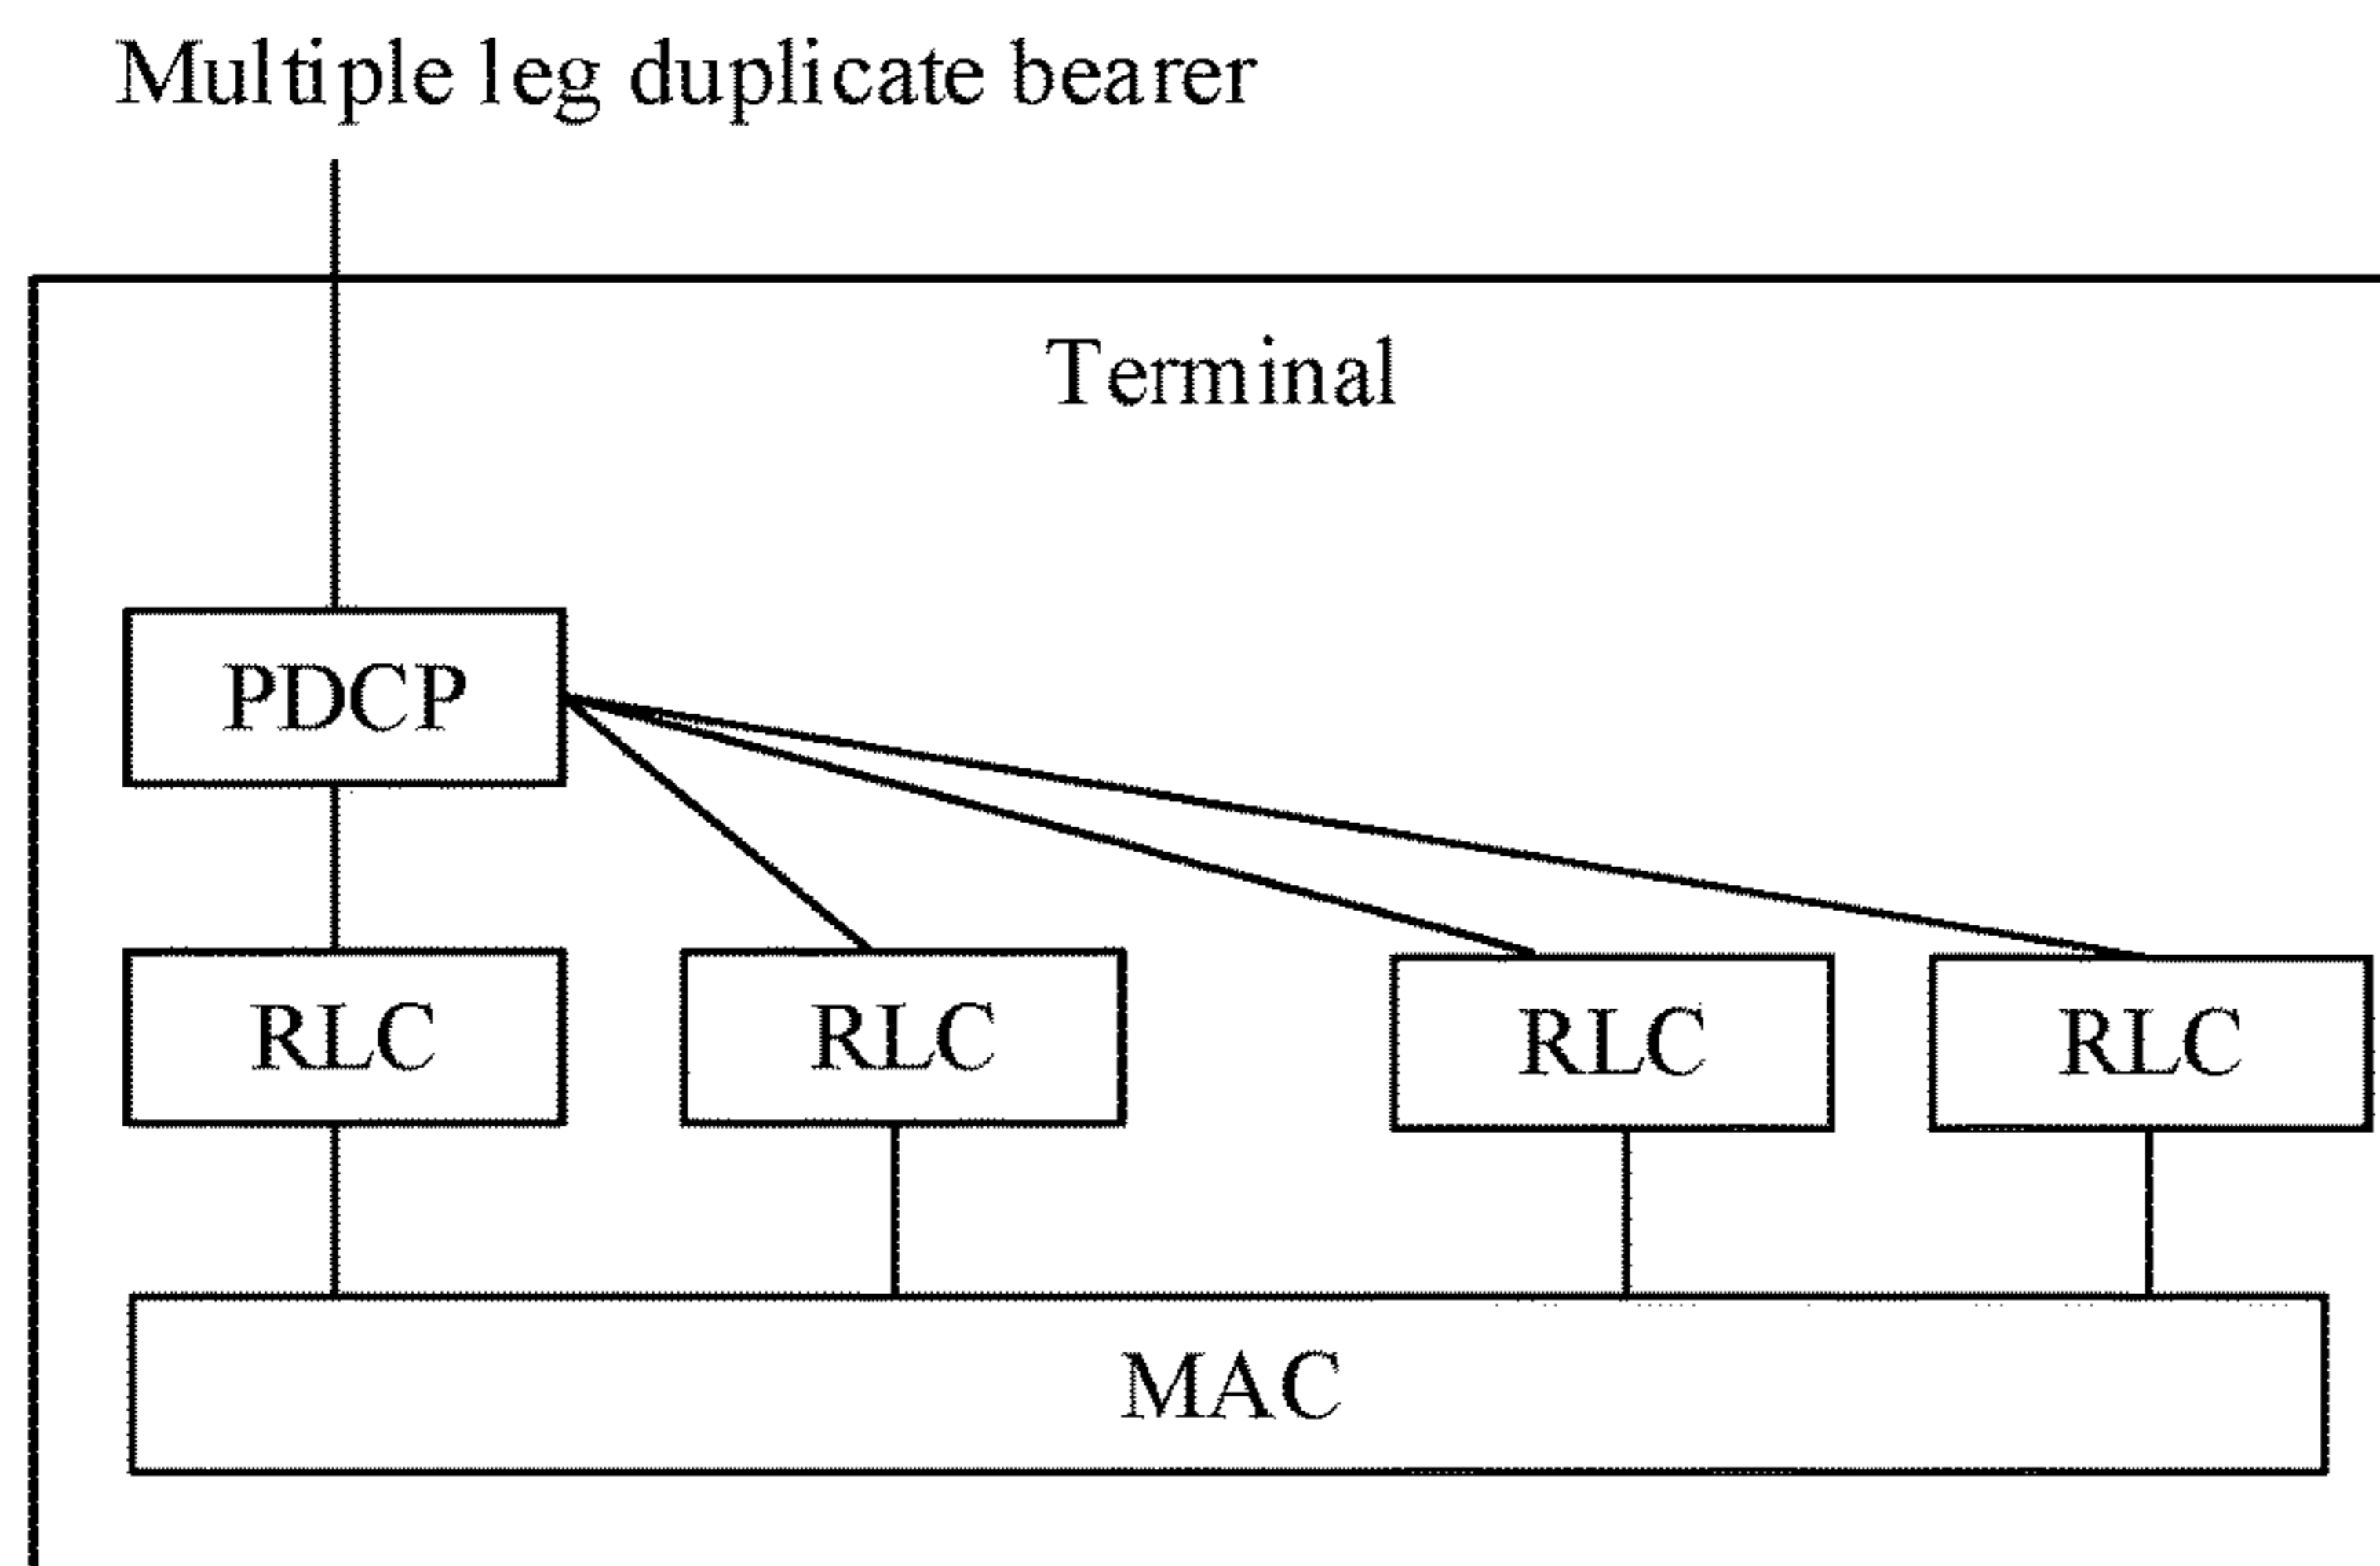 Multiple leg duplicate bearer
Terminal
PDCP
RLC
RLC
RLC
RLC
MAC